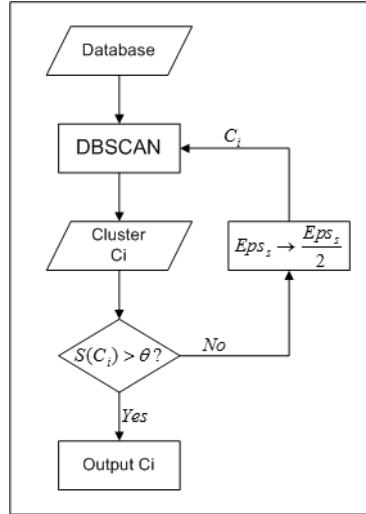 Database
DBSCAN
C_i
Cluster
Ci
Eps_s → Eps_s / 2
S(C_i) > θ ?
No
Yes
Output Ci